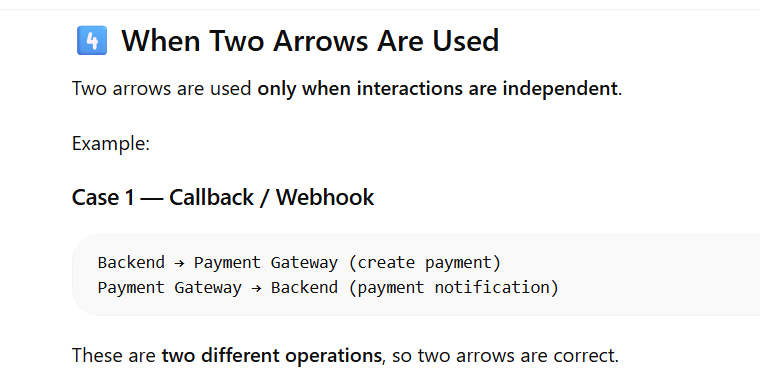 4 When Two Arrows Are Used
Two arrows are used only when interactions are independent.
Example:
Case 1 — Callback / Webhook
Backend → Payment Gateway (create payment)
Payment Gateway → Backend (payment notification)
These are two different operations, so two arrows are correct.